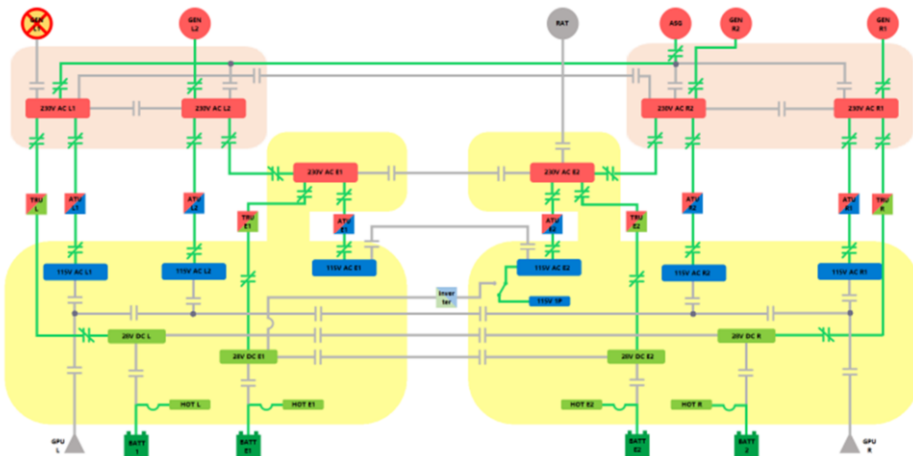 GEN L1
GEN L2
RAT
ASG
GEN R2
GEN R1
230V AC L1
230V AC L2
230V AC R2
230V AC R1
230V AC E1
230V AC E2
TRU L
ATU L1
ATU L2
TRU E1
ATU E1
ATU E2
TRU E2
ATU R2
ATU R1
TRU R
115V AC L1
115V AC L2
115V AC E1
115V AC E2
115V AC R2
115V AC R1
Inver
ter
115V 1P
28V DC L
28V DC R
28V DC E1
28V DC E2
HOT L
HOT E1
HOT E2
HOT R
GPU L
BATT 1
BATT E1
BATT E2
BATT 2
GPU R